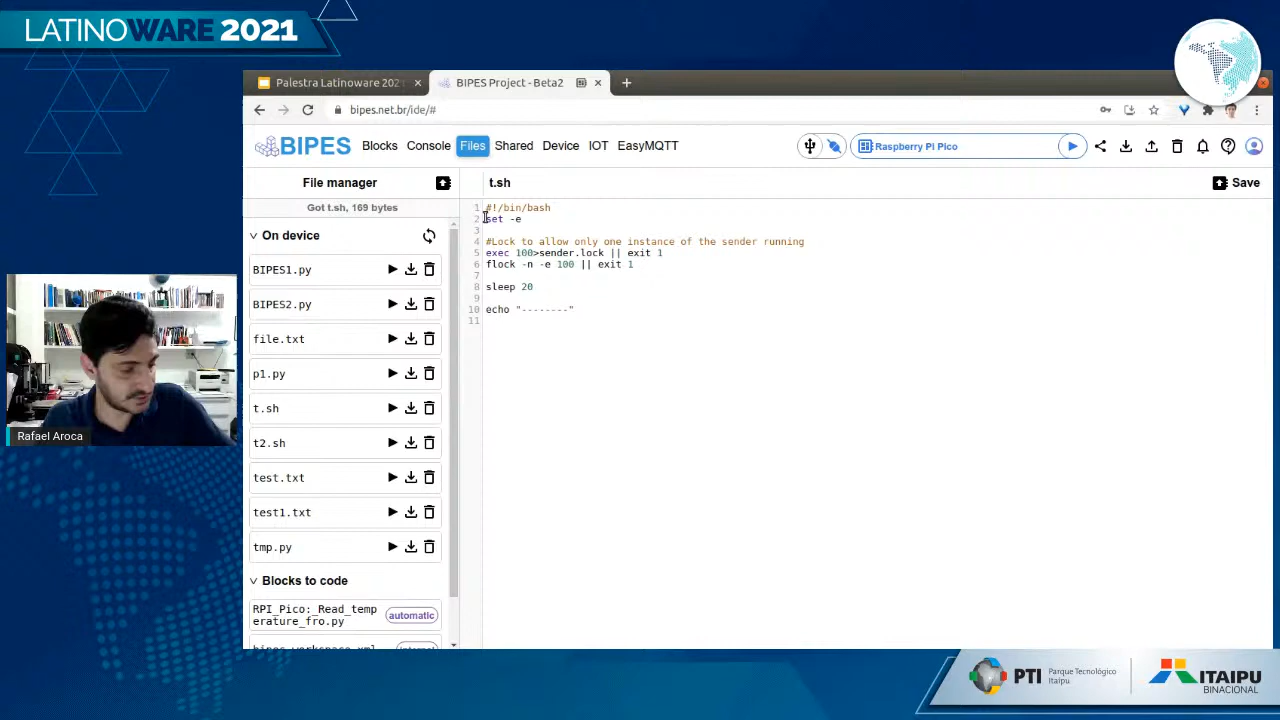 LATINOWARE 2021
Palestra Latinoware 202
BIPES Project - Beta2
bipes.net.br/ide/#
BIPES
Blocks
Console
Files
Shared
Device
IOT
EasyMQTT
Raspberry Pi Pico
File manager
t.sh
Save
Got t.sh, 169 bytes
On device
BIPES1.py
BIPES2.py
file.txt
p1.py
t.sh
t2.sh
test.txt
test1.txt
tmp.py
Blocks to code
RPI_Pico:_Read_temp
erature_fro.py
automatic
1 #!/bin/bash
2 set -e
3
4 #Lock to allow only one instance of the sender running
5 exec 100>sender.lock || exit 1
6 flock -n -e 100 || exit 1
7
8 sleep 20
9
10 echo "--------"
11
Rafael Aroca
PTI
Parque Tecnológico
Itaipu
ITAIPU
BINACIONAL